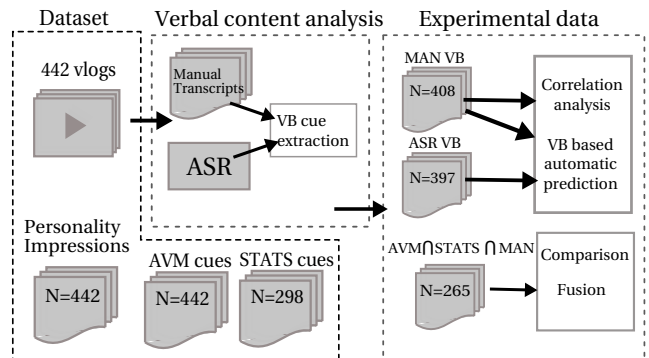 Dataset
442 vlogs
Personality
Impressions
N=442
AVM cues
N=442
STATS cues
N=298
Verbal content analysis
Manual
Transcripts
ASR
VB cue
extraction
Experimental data
MAN VB
N=408
ASR VB
N=397
Correlation
analysis
VB based
automatic
prediction
AVM⋂STATS ⋂ MAN
N=265
Comparison
Fusion